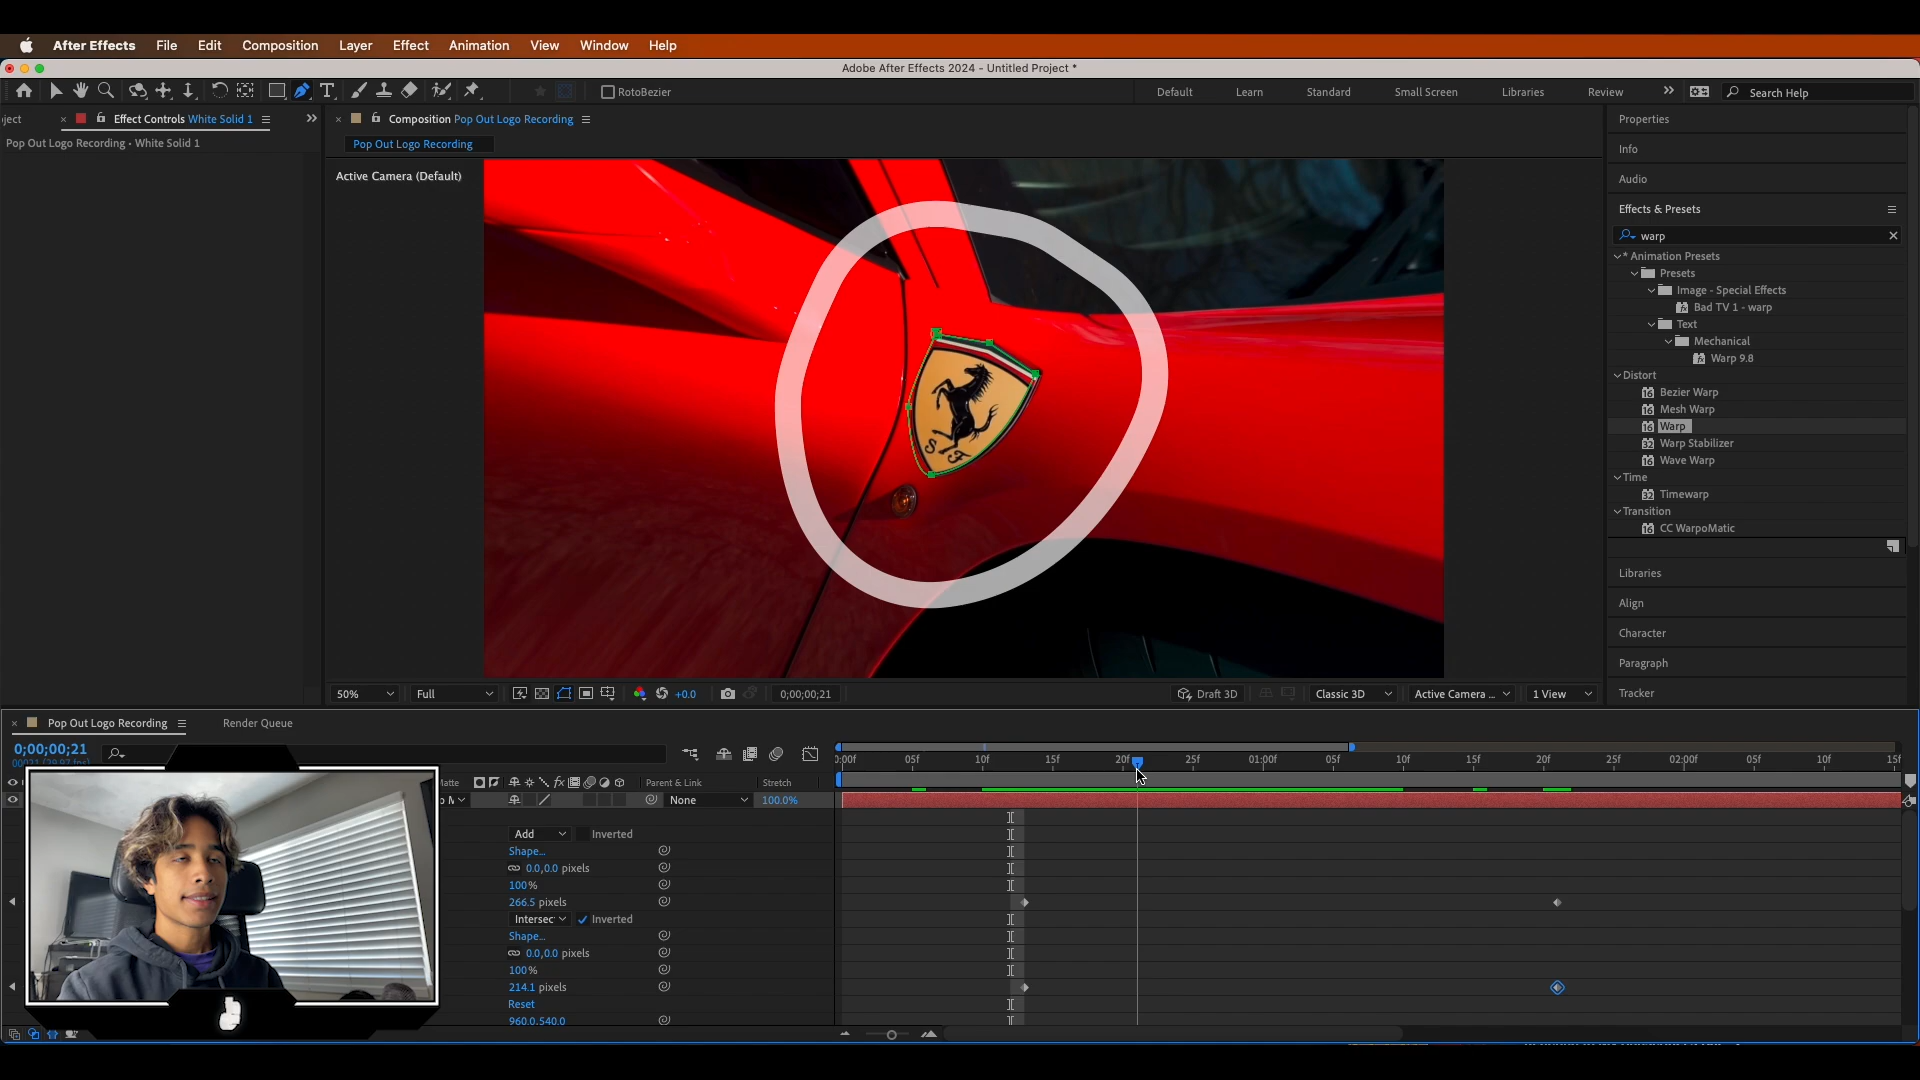 After Effects File Edit Composition Layer Effect Animation View Window Help
Adobe After Effects 2024 - Untitled Project *
RotoBezier Default Learn Standard Small Screen Libraries Review Search Help
ject Effect Controls White Solid 1 Composition Pop Out Logo Recording
Pop Out Logo Recording • White Solid 1
Pop Out Logo Recording
Active Camera (Default)
S F
Properties
Info
Audio
Effects & Presets
warp
* Animation Presets
Presets
Image - Special Effects
Bad TV 1 - warp
Text
Mechanical
Warp 9.8
Distort
Bezier Warp
Mesh Warp
Warp
Warp Stabilizer
Wave Warp
Time
Timewarp
Transition
CC WarpoMatic
Libraries
Align
Character
Paragraph
Tracker
50% Full +0.0 0;00;00;21 Draft 3D Classic 3D Active Camera ... 1 View
Pop Out Logo Recording Render Queue
0;00;00;21
0:00f 05f 10f 15f 20f 25f 01:00f 05f 10f 15f 20f 25f 02:00f 05f 10f 15f
atte Parent & Link Stretch
None 100.0%
Add Inverted
Shape...
0.0,0.0 pixels
100%
266.5 pixels
Intersec Inverted
Shape...
0.0,0.0 pixels
100%
214.1 pixels
Reset
960.0,540.0